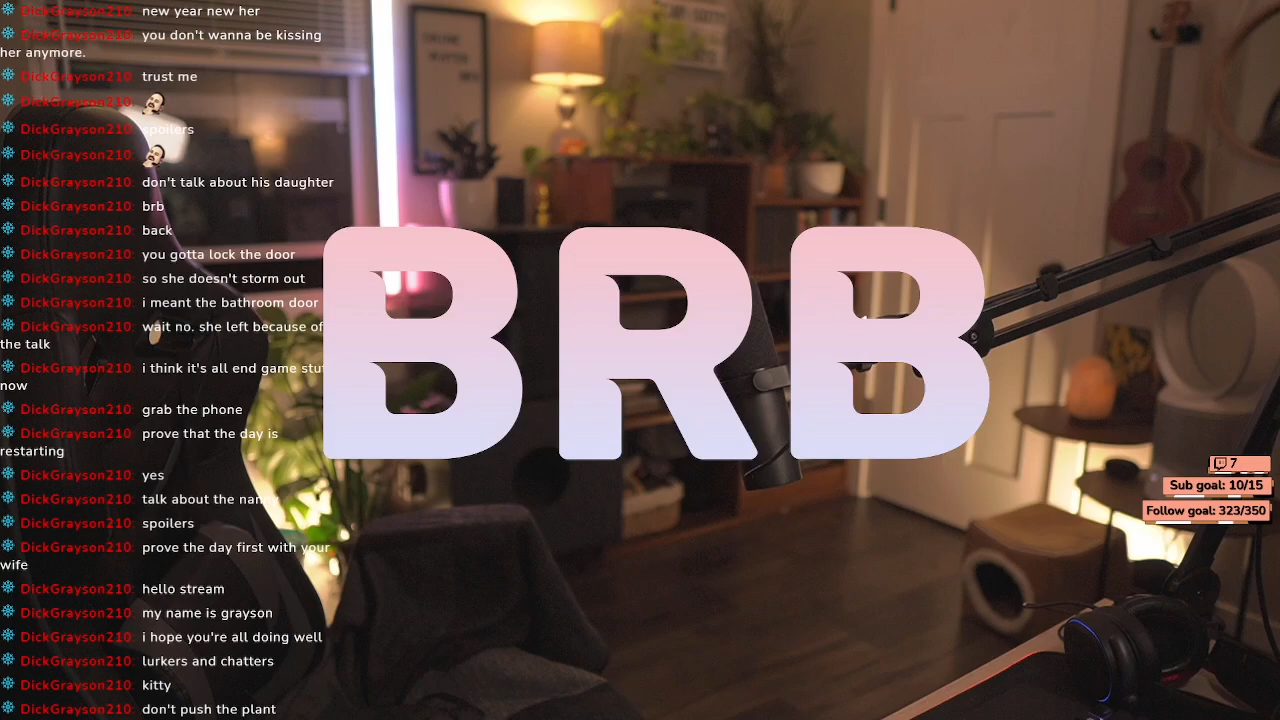 DickGrayson210: new year new her
DickGrayson210: you don't wanna be kissing
her anymore.
DickGrayson210: trust me
DickGrayson210:
DickGrayson210: spoilers
DickGrayson210:
DickGrayson210: don't talk about his daughter
DickGrayson210: brb
DickGrayson210: back
DickGrayson210: you gotta lock the door
DickGrayson210: so she doesn't storm out
DickGrayson210: i meant the bathroom door
DickGrayson210: wait no. she left because of
the talk
DickGrayson210: i think it's all end game
now
DickGrayson210: grab the phone
DickGrayson210: prove that the day is
restarting
DickGrayson210: yes
DickGrayson210: talk about the nanny
DickGrayson210: spoilers
DickGrayson210: prove the day first with your
wife
DickGrayson210: hello stream
DickGrayson210: my name is grayson
DickGrayson210: i hope you're all doing well
DickGrayson210: lurkers and chatters
DickGrayson210: kitty
DickGrayson210: don't push the plant
BRB
7
Sub goal: 10/15
Follow goal: 323/350